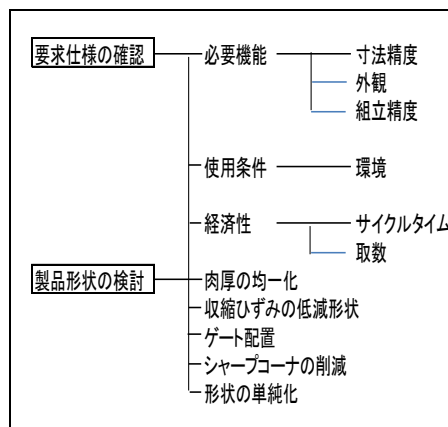 要求仕様の確認 必要機能 寸法精度
外観
組立精度
使用条件 環境
経済性 サイクルタイム
取数
製品形状の検討 肉厚の均一化
収縮ひずみの低減形状
ゲート配置
シャープコーナの削減
形状の単純化